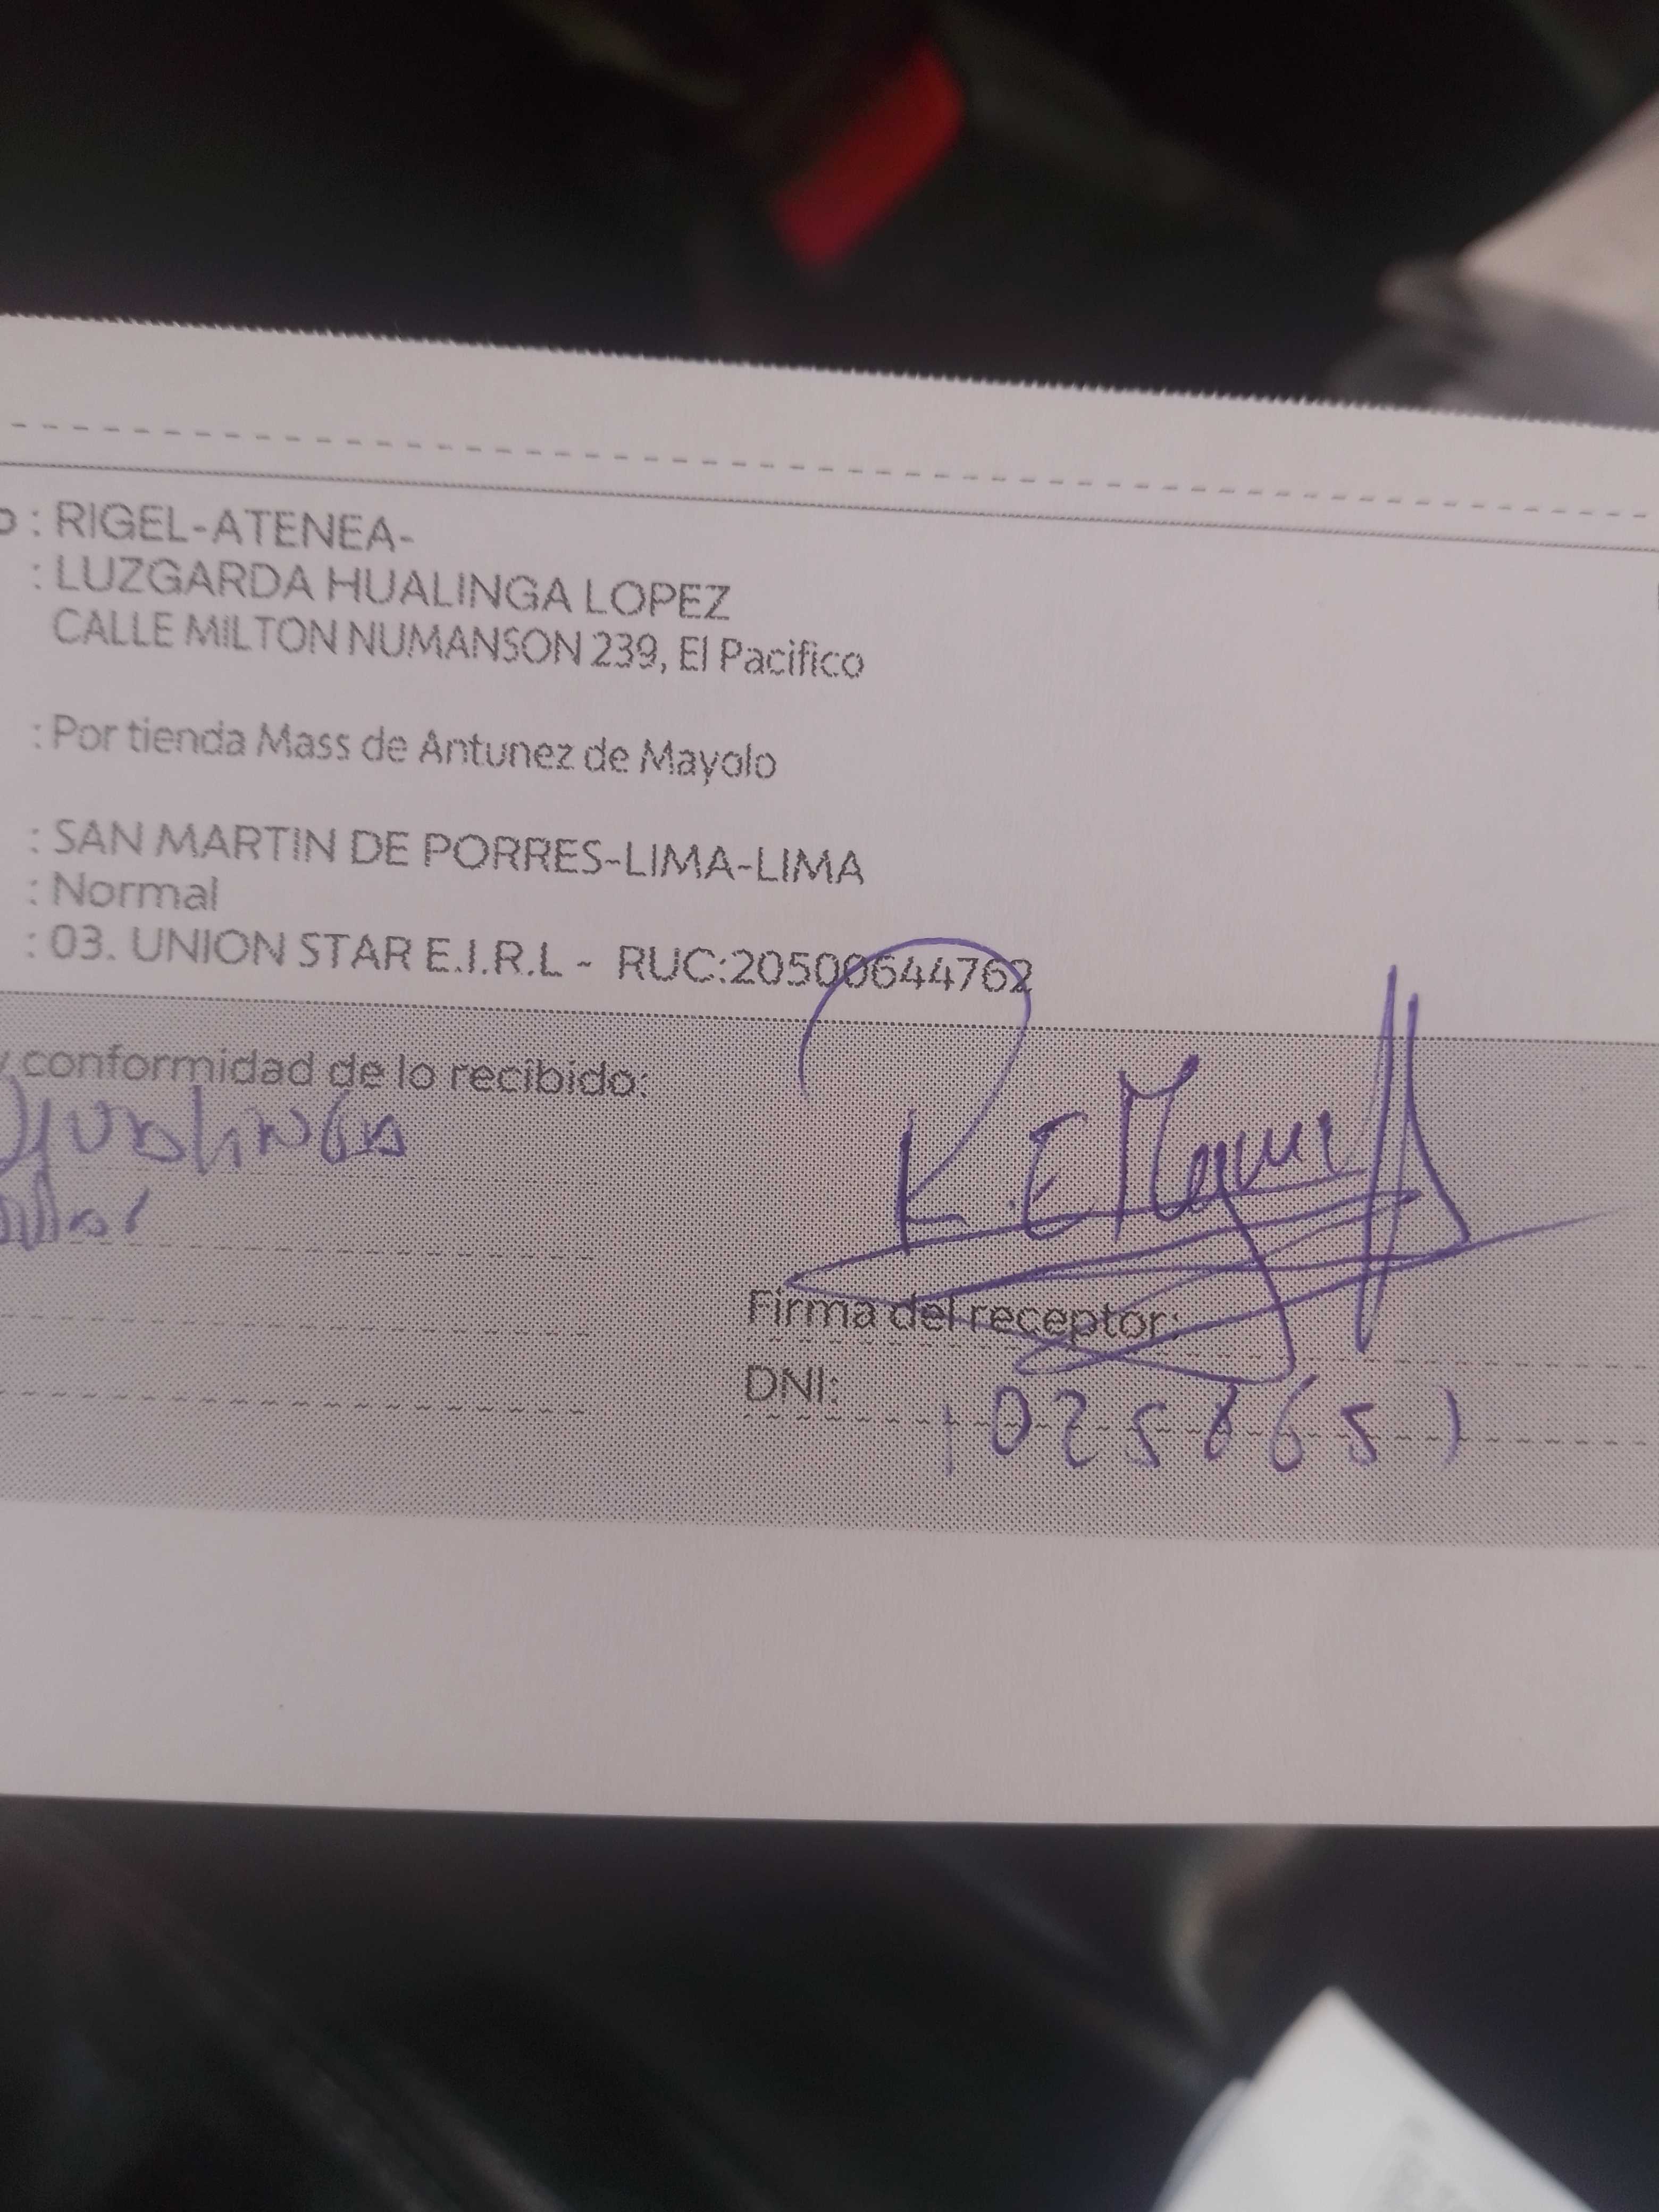 o : RIGEL-ATENEA-
: LUZGARDA HUALINGA LOPEZ
CALLE MILTON NUMANSON 239, El Pacifico
: Por tienda Mass de Antunez de Mayolo
: SAN MARTIN DE PORRES-LIMA-LIMA
: Normal
: 03. UNION STAR E.I.R.L - RUC:20500644762
y conformidad de lo recibido:
Firma del receptor:
DNI: